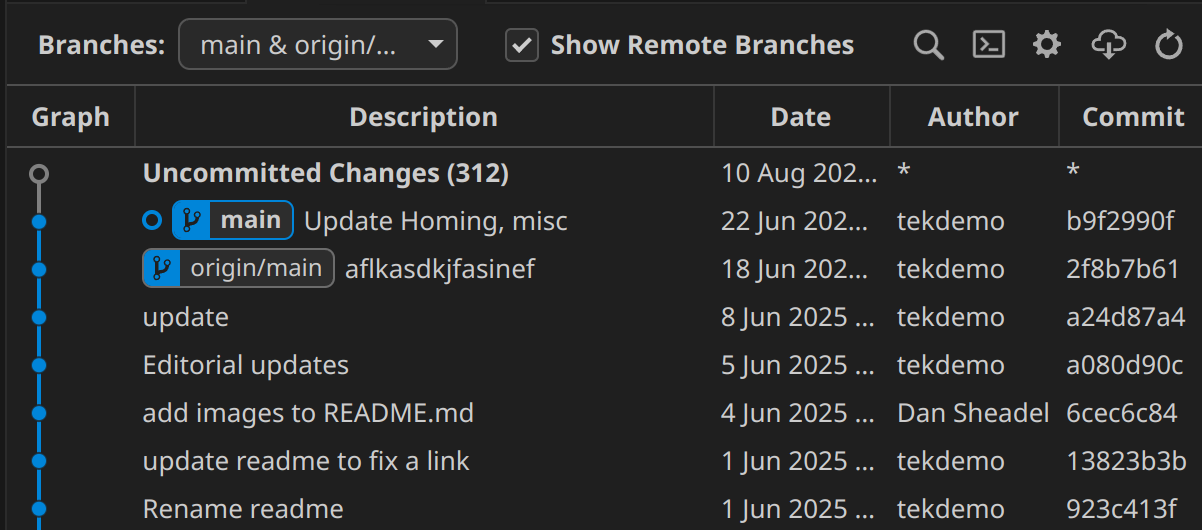 Branches: main & origin/... Show Remote Branches
Graph Description Date Author Commit
Uncommitted Changes (312) 10 Aug 202... * *
main Update Homing, misc 22 Jun 202... tekdemo b9f2990f
origin/main aflkasdkjfasinef 18 Jun 202... tekdemo 2f8b7b61
update 8 Jun 2025 ... tekdemo a24d87a4
Editorial updates 5 Jun 2025 ... tekdemo a080d90c
add images to README.md 4 Jun 2025 ... Dan Sheadel 6cec6c84
update readme to fix a link 1 Jun 2025 ... tekdemo 13823b3b
Rename readme 1 Jun 2025 ... tekdemo 923c413f